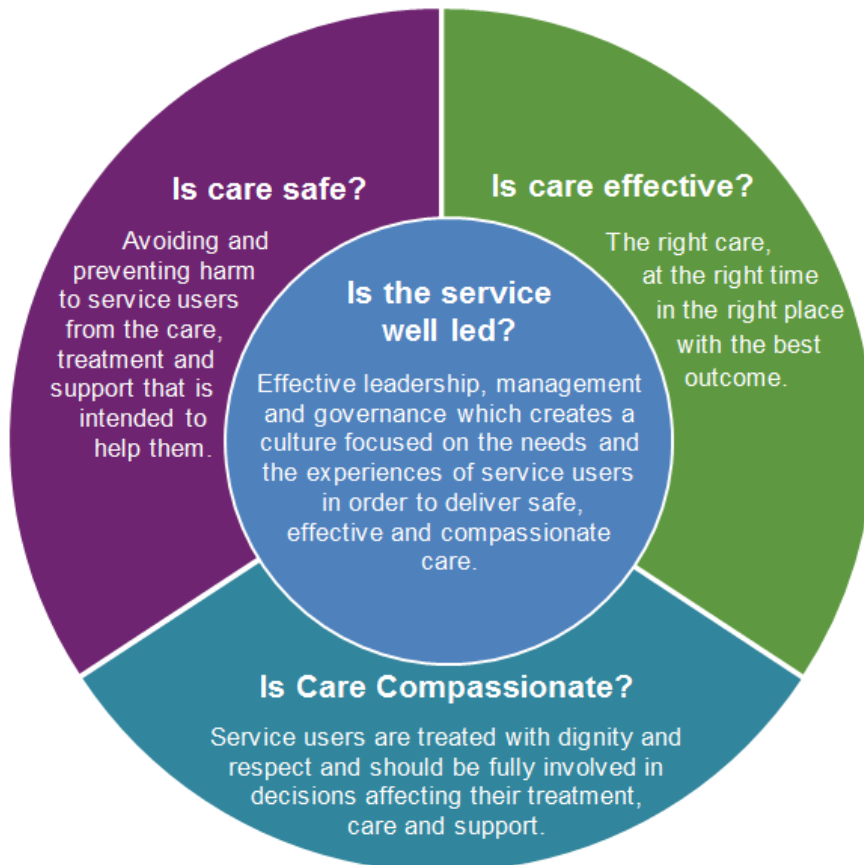 Is care safe?
Avoiding and
preventing harm
to service users
from the care,
treatment and
support that is
intended to
help them.
Is care effective?
The right care,
at the right time
in the right place
with the best
outcome.
Is the service
well led?
Effective leadership, management
and governance which creates a
culture focused on the needs and
the experiences of service users
in order to deliver safe,
effective and compassionate
care.
Is Care Compassionate?
Service users are treated with dignity and
respect and should be fully involved in
decisions affecting their treatment,
care and support.